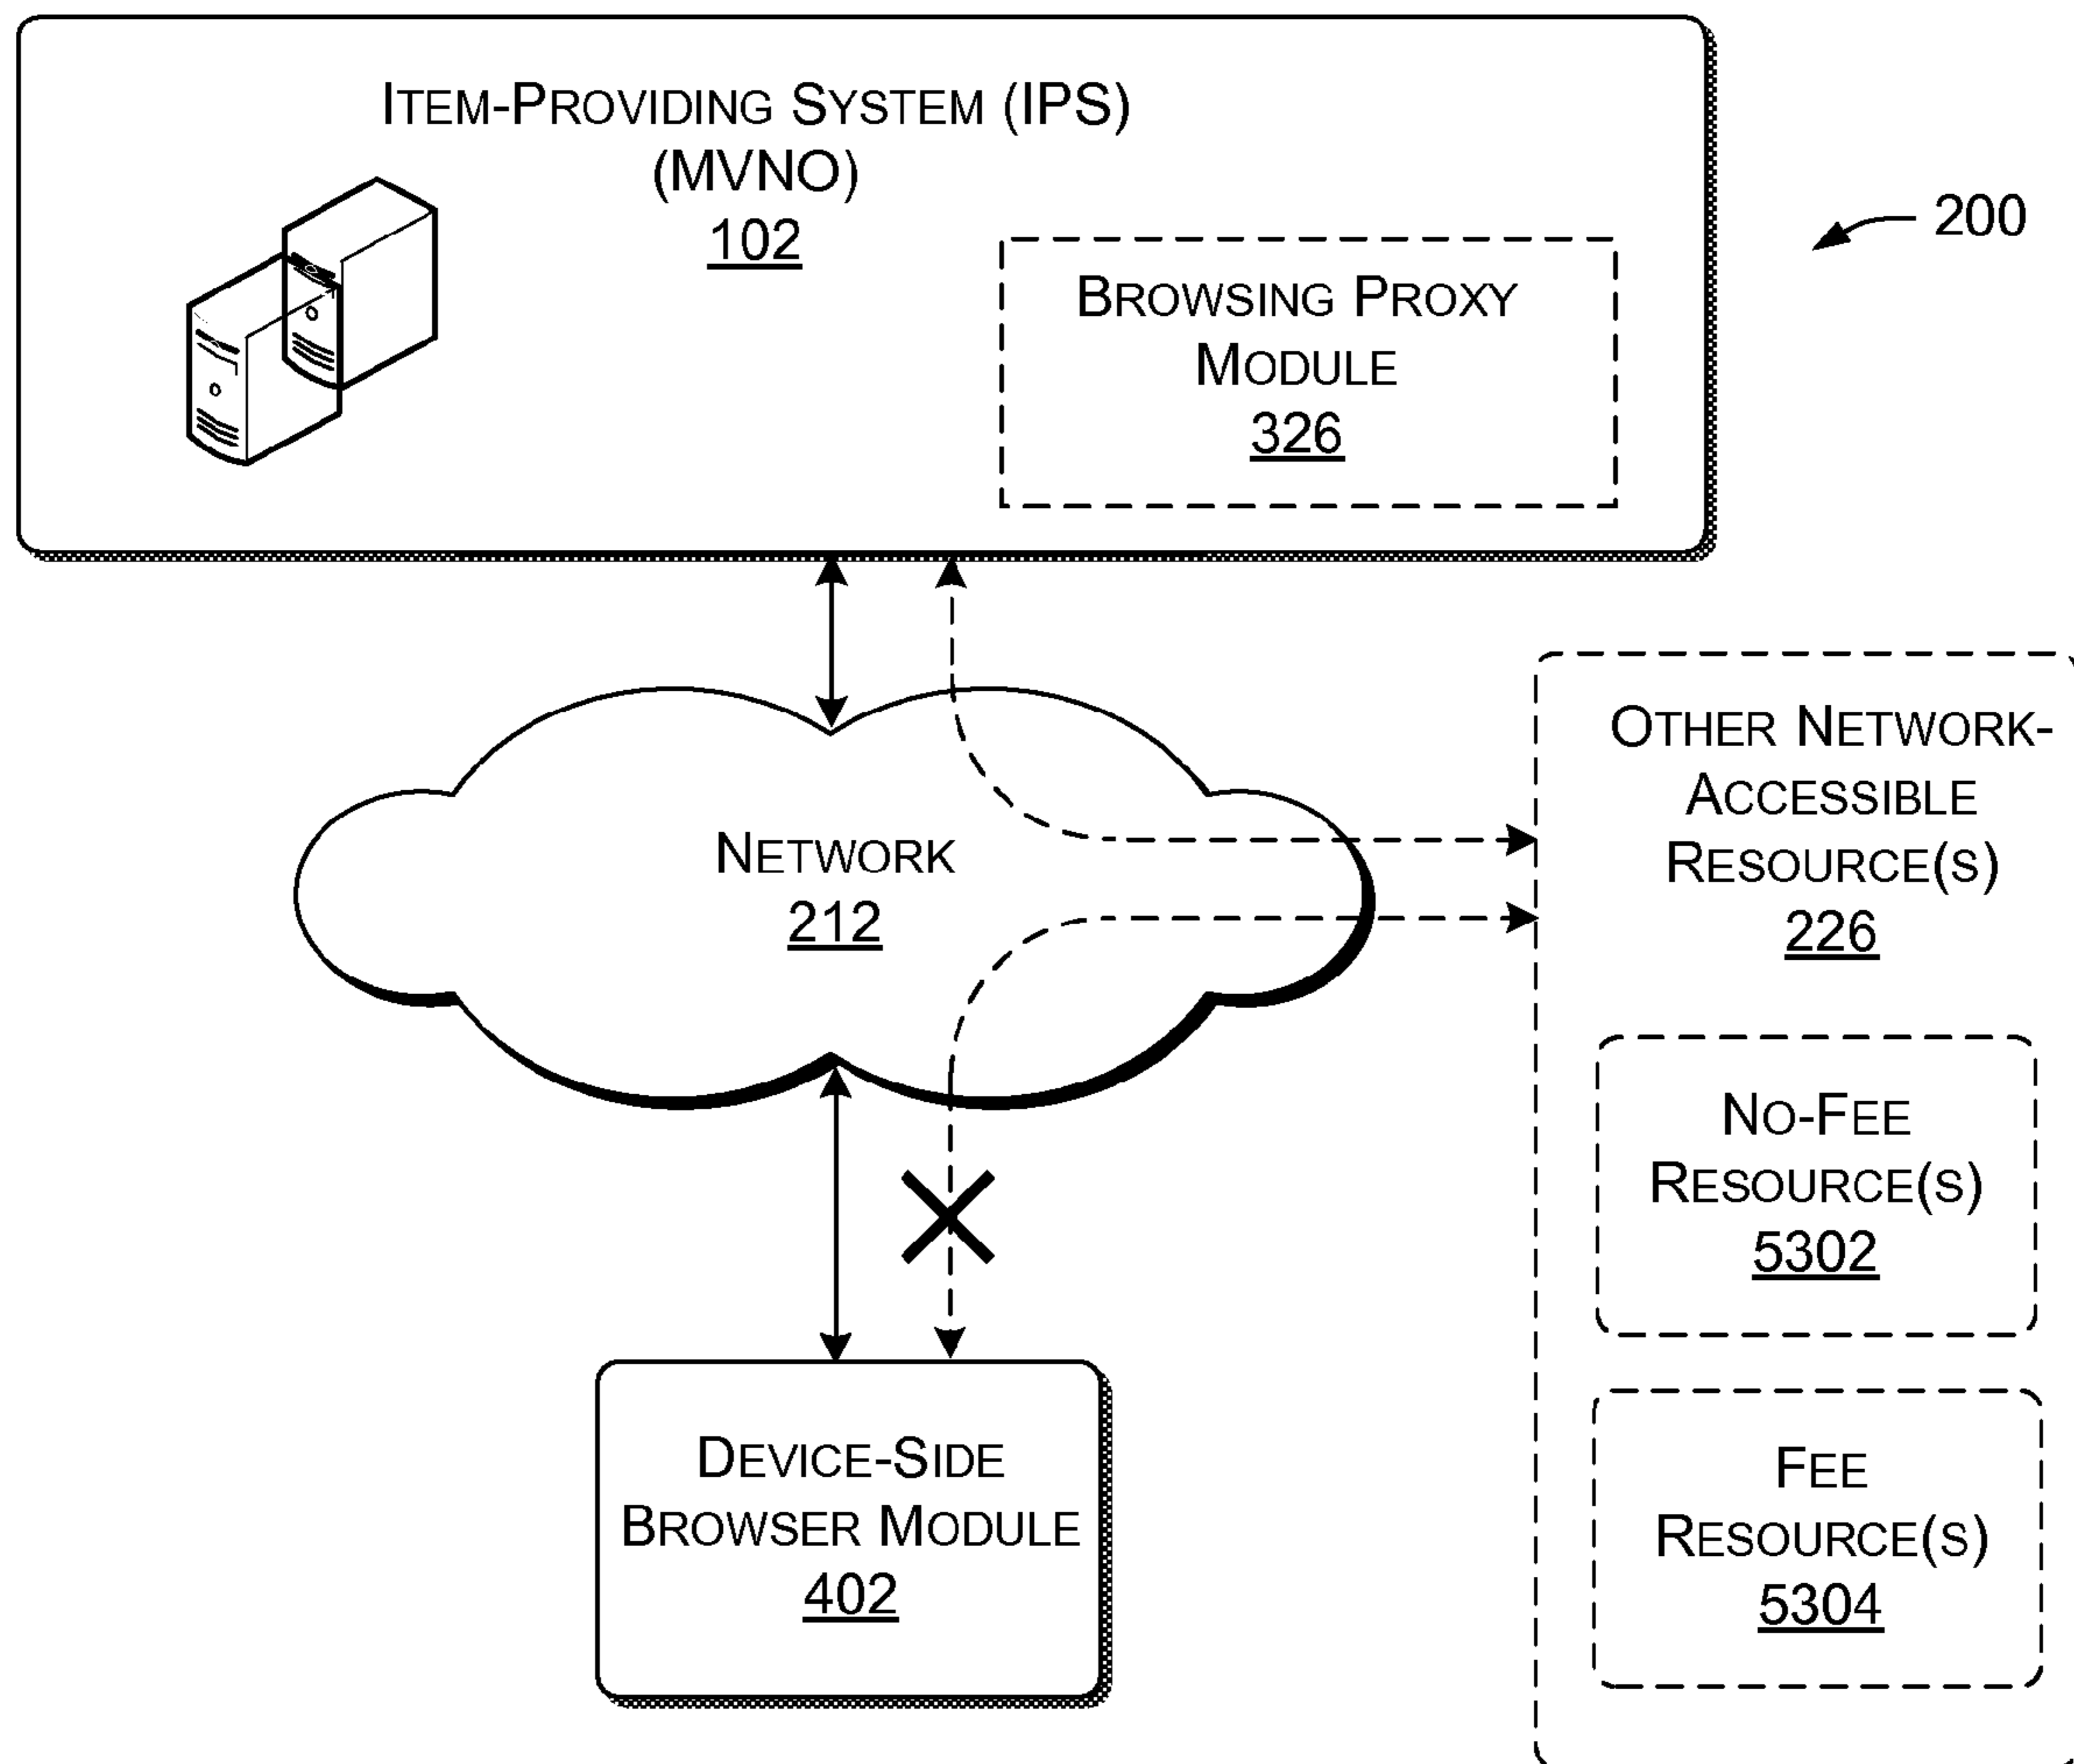 ITEM-PROVIDING SYSTEM (IPS)
(MVNO)
102
BROWSING PROXY
MODULE
326
200
OTHER NETWORK-
ACCESSIBLE
RESOURCE(S)
226
NETWORK
212
NO-FEE
RESOURCE(S)
5302
FEE
RESOURCE(S)
5304
DEVICE-SIDE
BROWSER MODULE
402